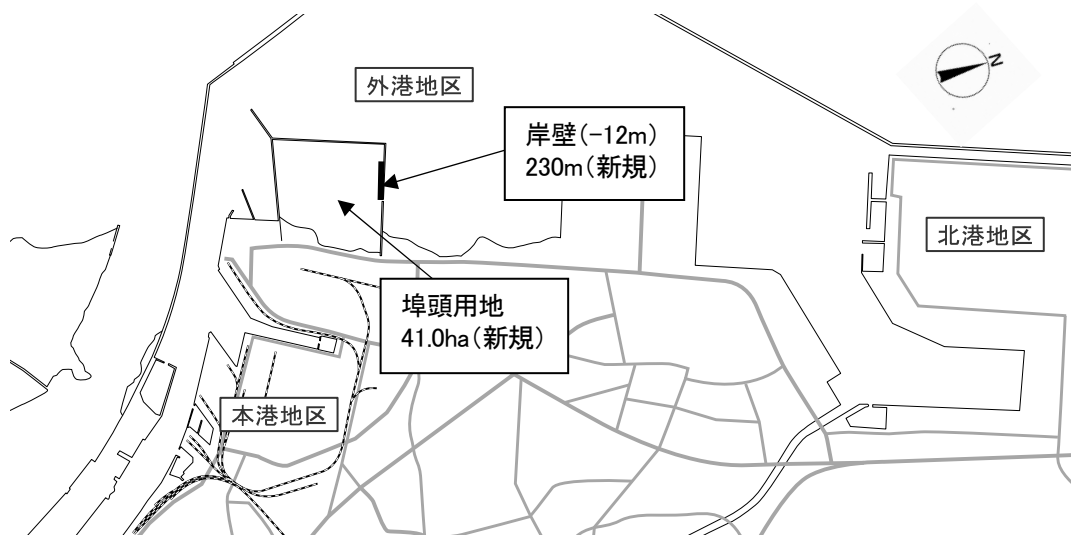 外港地区
N
岸壁(-12m)
230m(新規)
北港地区
埠頭用地
41.0ha(新規)
本港地区